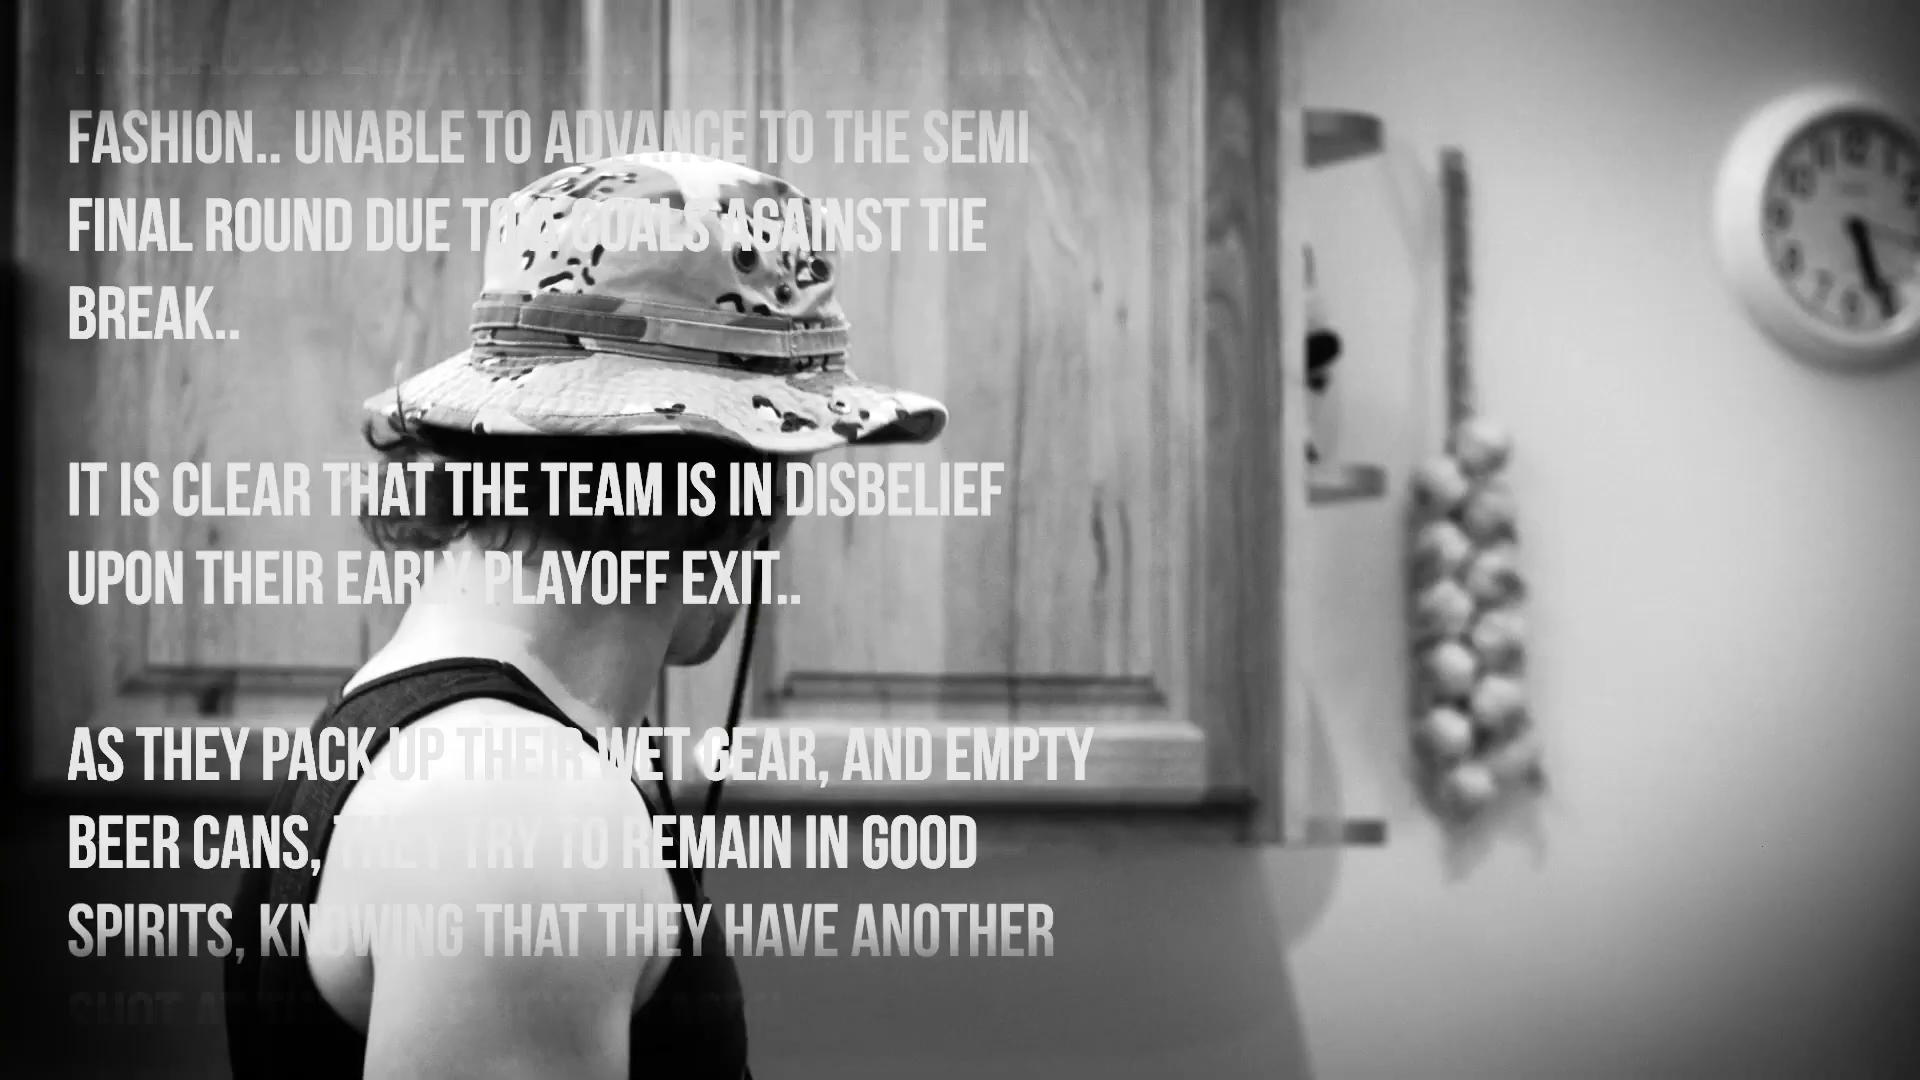 FASHION.. UNABLE TO ADVANCE TO THE SEMI
FINAL ROUND DUE TO GOALS AGAINST TIE
BREAK..
IT IS CLEAR THAT THE TEAM IS IN DISBELIEF
UPON THEIR EARLY PLAYOFF EXIT..
AS THEY PACK UP THEIR WET GEAR, AND EMPTY
BEER CANS, THEY TRY TO REMAIN IN GOOD
SPIRITS, KNOWING THAT THEY HAVE ANOTHER
SHOT AT